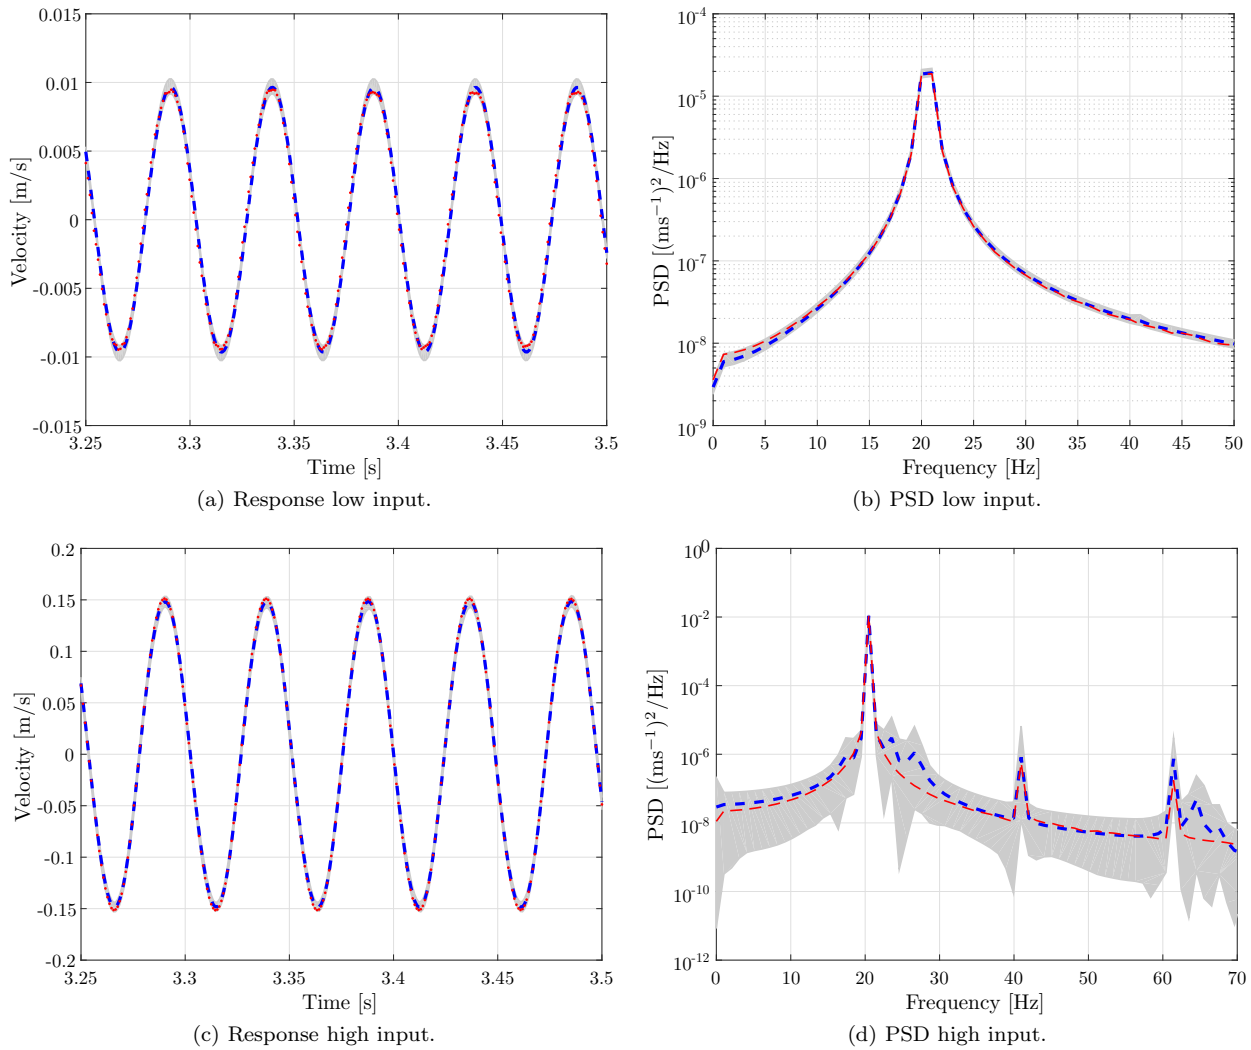 0.015
0.01
0.005
0
-0.005
-0.01
-0.015
Velocity [m/s]
3.25 3.3 3.35 3.4 3.45 3.5
Time [s]
(a) Response low input.
10-4
10-5
10-6
10-7
10-8
10-9
PSD [(ms−1)2/Hz]
0 5 10 15 20 25 30 35 40 45 50
Frequency [Hz]
(b) PSD low input.
0.2
0.15
0.1
0.05
0
-0.05
-0.1
-0.15
-0.2
Velocity [m/s]
3.25 3.3 3.35 3.4 3.45 3.5
Time [s]
(c) Response high input.
100
10-2
10-4
10-6
10-8
10-10
10-12
PSD [(ms−1)2/Hz]
0 10 20 30 40 50 60 70
Frequency [Hz]
(d) PSD high input.